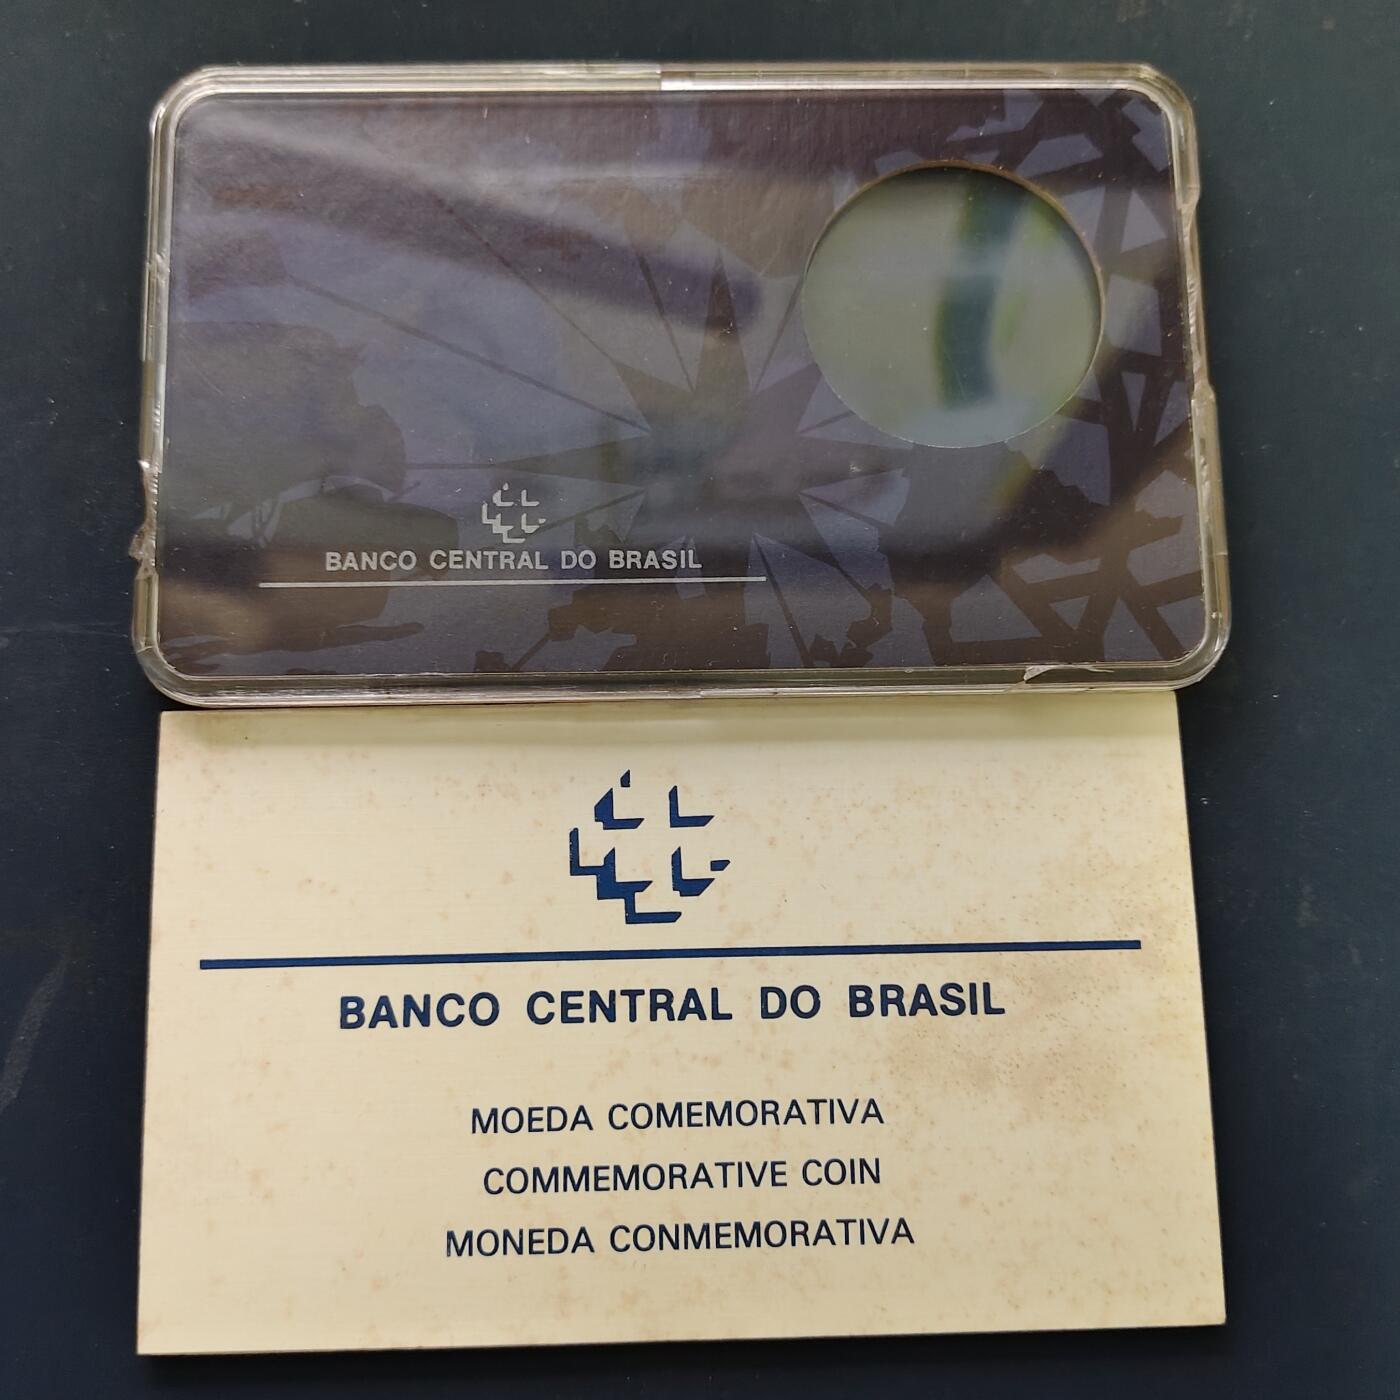 BANCO CENTRAL DO BRASIL
BANCO CENTRAL DO BRASIL
MOEDA COMEMORATIVA
COMMEMORATIVE COIN
MONEDA CONMEMORATIVA